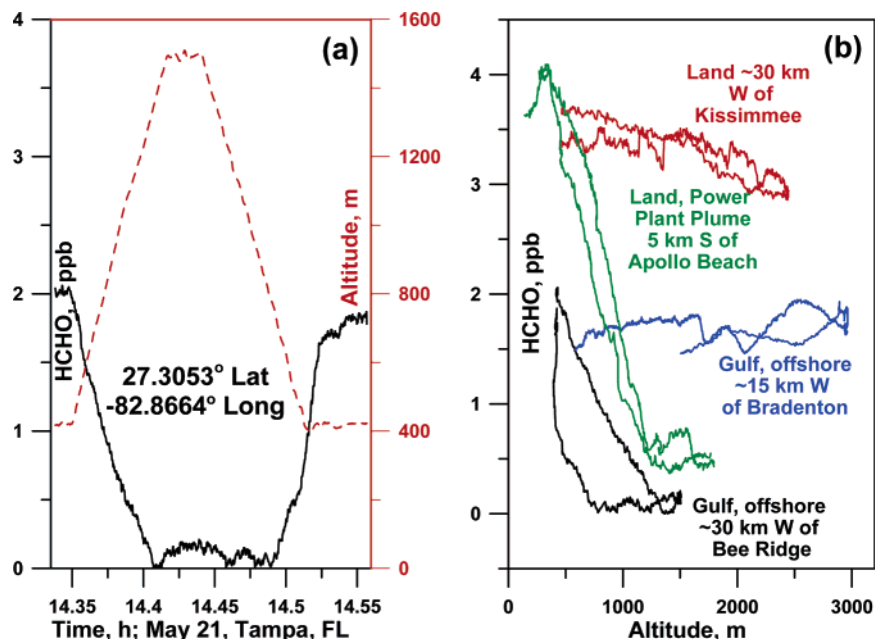 (a)
4
3
2
1
0
HCHO, ppb
1600
1200
800
400
0
Altitude, m
27.3053° Lat
-82.8664° Long
14.35
14.4
14.45
14.5
14.55
Time, h; May 21, Tampa, FL
(b)
4
3
2
1
0
HCHO, ppb
Land ~30 km
W of
Kissimmee
Land, Power
Plant Plume
5 km S of
Apollo Beach
Gulf, offshore
~15 km W
of Bradenton
Gulf, offshore
~30 km W of
Bee Ridge
0
1000
2000
3000
Altitude, m